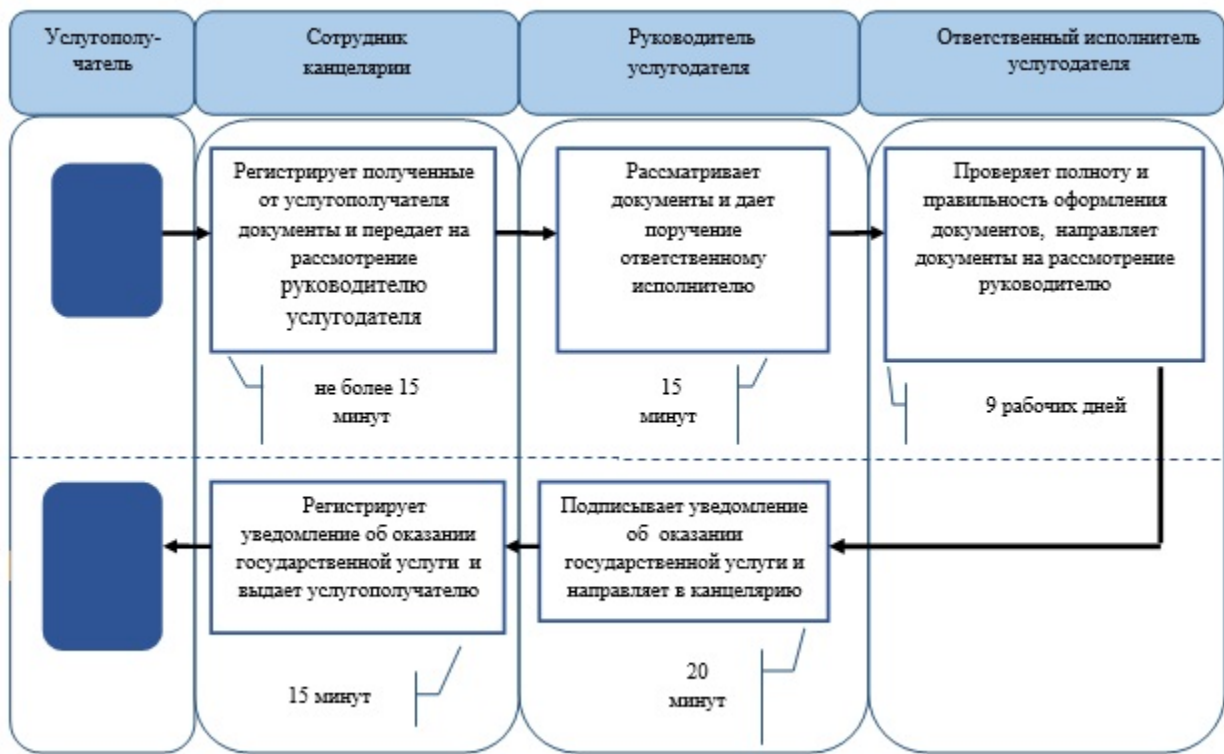 Услугополу-
чатель
Сотрудник
канцелярии
Руководитель
услугодателя
Ответственный исполнитель
услугодателя
Регистрирует полученные
от услугополучателя
документы и передает на
рассмотрение
руководителю
услугодателя
Рассматривает
документы и дает
поручение
ответственному
исполнителю
Проверяет полноту и
правильность оформления
документов, направляет
документы на рассмотрение
руководителю
не более 15
минут
15
минут
9 рабочих дней
Регистрирует
уведомление об оказании
государственной услуги и
выдает услугополучателю
Подписывает уведомление
об оказании
государственной услуги и
направляет в канцелярию
15 минут
20
минут